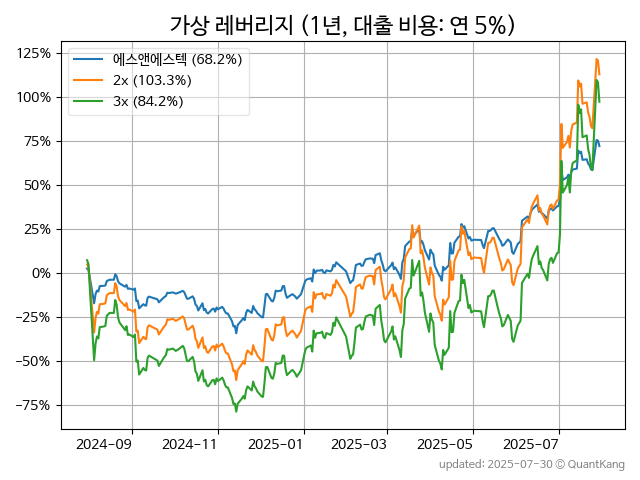 가상 레버리지 (1년, 대출 비용: 연 5%)
125%
100%
75%
50%
25%
0%
−25%
−50%
−75%
에스앤에스텍 (68.2%)
2x (103.3%)
3x (84.2%)
2024-09 2024-11 2025-01 2025-03 2025-05 2025-07
updated: 2025-07-30 © QuantKang